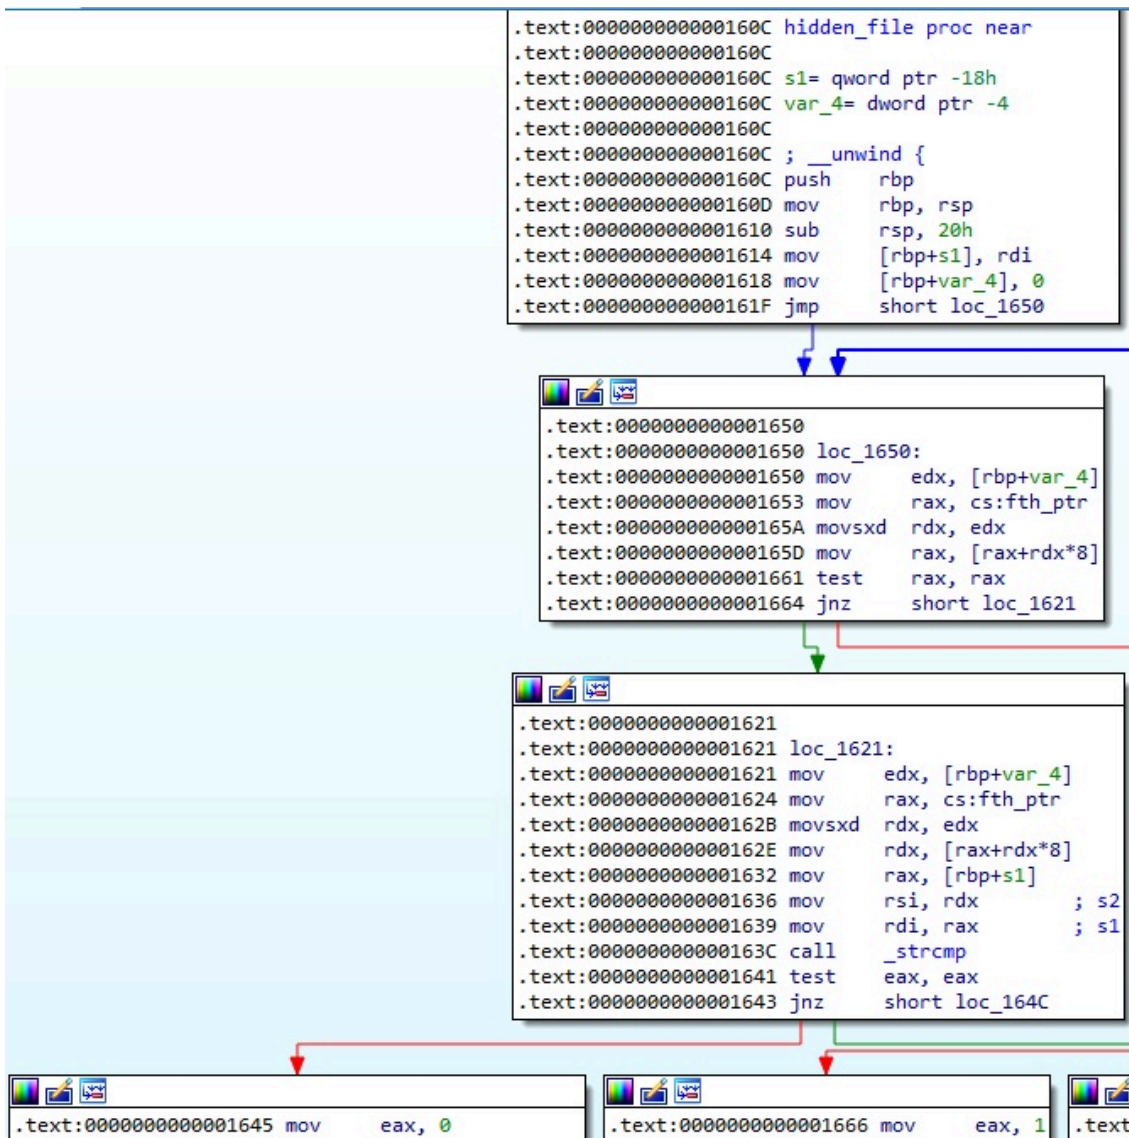 .text:000000000000160C hidden_file proc near
.text:000000000000160C
.text:000000000000160C s1= qword ptr -18h
.text:000000000000160C var_4= dword ptr -4
.text:000000000000160C
.text:000000000000160C ; __unwind {
.text:000000000000160C push rbp
.text:000000000000160D mov rbp, rsp
.text:0000000000001610 sub rsp, 20h
.text:0000000000001614 mov [rbp+s1], rdi
.text:0000000000001618 mov [rbp+var_4], 0
.text:000000000000161F jmp short loc_1650
.text:0000000000001650
.text:0000000000001650 loc_1650:
.text:0000000000001650 mov edx, [rbp+var_4]
.text:0000000000001653 mov rax, cs:fth_ptr
.text:000000000000165A movsxd rdx, edx
.text:000000000000165D mov rax, [rax+rdx*8]
.text:0000000000001661 test rax, rax
.text:0000000000001664 jnz short loc_1621
.text:0000000000001621
.text:0000000000001621 loc_1621:
.text:0000000000001621 mov edx, [rbp+var_4]
.text:0000000000001624 mov rax, cs:fth_ptr
.text:000000000000162B movsxd rdx, edx
.text:000000000000162E mov rdx, [rax+rdx*8]
.text:0000000000001632 mov rax, [rbp+s1]
.text:0000000000001636 mov rsi, rdx ; s2
.text:0000000000001639 mov rdi, rax ; s1
.text:000000000000163C call _strcmp
.text:0000000000001641 test eax, eax
.text:0000000000001643 jnz short loc_164C
.text:0000000000001645 mov eax, 0
.text:0000000000001666 mov eax, 1
.text